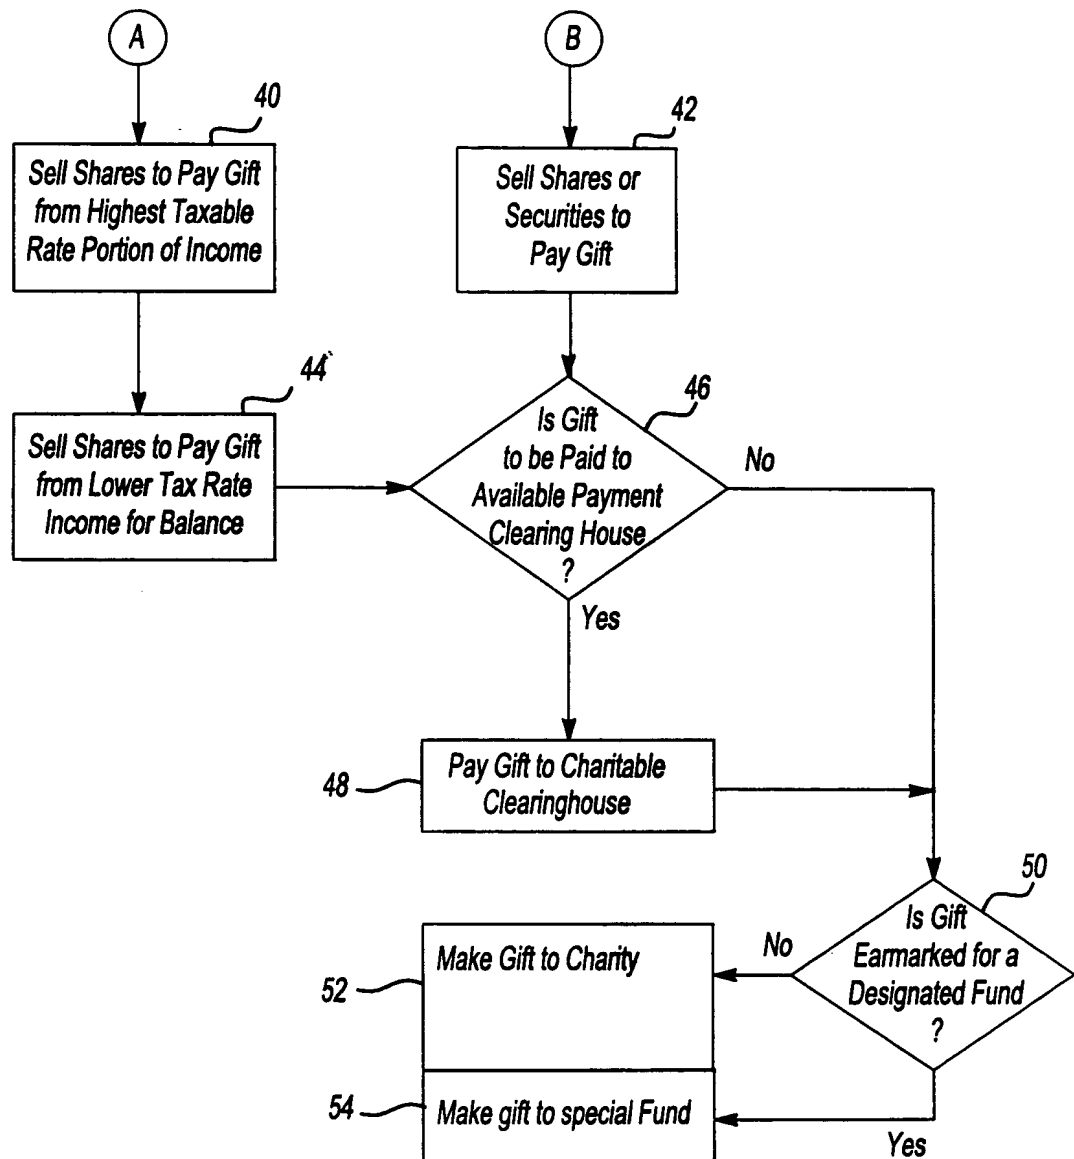 A
B
40
42
Sell Shares to Pay Gift
from Highest Taxable
Rate Portion of Income
Sell Shares or
Securities to
Pay Gift
44
46
Sell Shares to Pay Gift
from Lower Tax Rate
Income for Balance
Is Gift
to be Paid to
Available Payment
Clearing House
?
No
Yes
48
Pay Gift to Charitable
Clearinghouse
50
Is Gift
Earmarked for a
Designated Fund
?
No
52
Make Gift to Charity
54
Make gift to special Fund
Yes